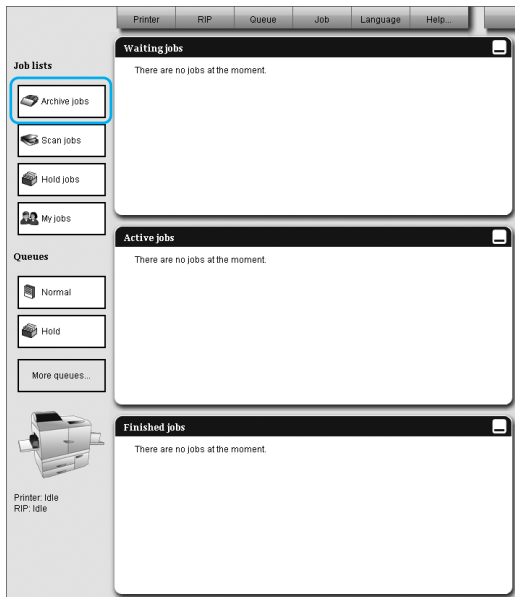 Printer RIP Queue Job Language Help...
Job lists
Archive jobs
Scan jobs
Hold jobs
My jobs
Queues
Normal
Hold
More queues...
Printer: Idle
RIP: Idle
Waiting jobs
There are no jobs at the moment.
Active jobs
There are no jobs at the moment.
Finished jobs
There are no jobs at the moment.